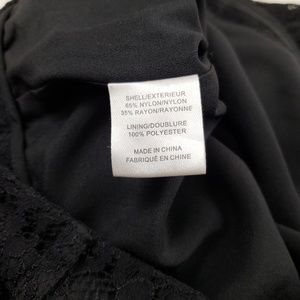 SHELL/EXTERIEUR
65% NYLON/NYLON
35% RAYON/RAYONNE
LINING/DOUBLURE
100% POLYESTER
MADE IN CHINA
FABRIQUÉ EN CHINE